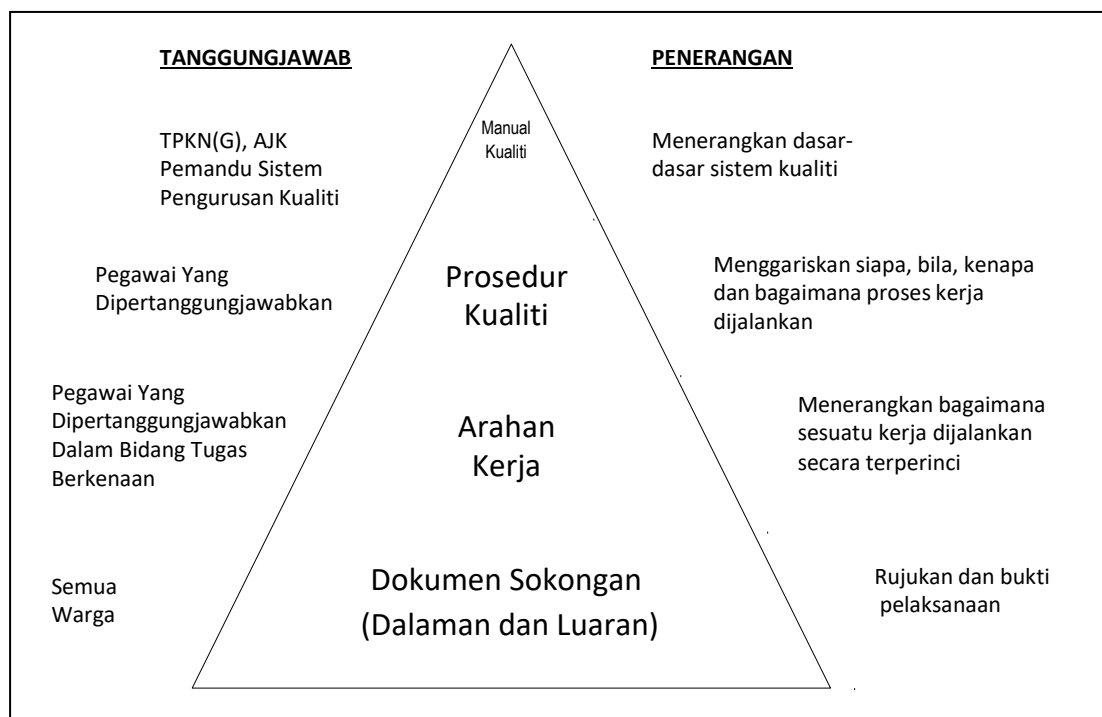 TANGGUNGJAWAB
PENERANGAN
TPKN(G), AJK
Pemandu Sistem
Pengurusan Kualiti
Manual
Kualiti
Menerangkan dasar-
dasar sistem kualiti
Pegawai Yang
Dipertanggungjawabkan
Prosedur
Kualiti
Menggariskan siapa, bila, kenapa
dan bagaimana proses kerja
dijalankan
Pegawai Yang
Dipertanggungjawabkan
Dalam Bidang Tugas
Berkenaan
Arahan
Kerja
Menerangkan bagaimana
sesuatu kerja dijalankan
secara terperinci
Semua
Warga
Dokumen Sokongan
(Dalaman dan Luaran)
Rujukan dan bukti
pelaksanaan